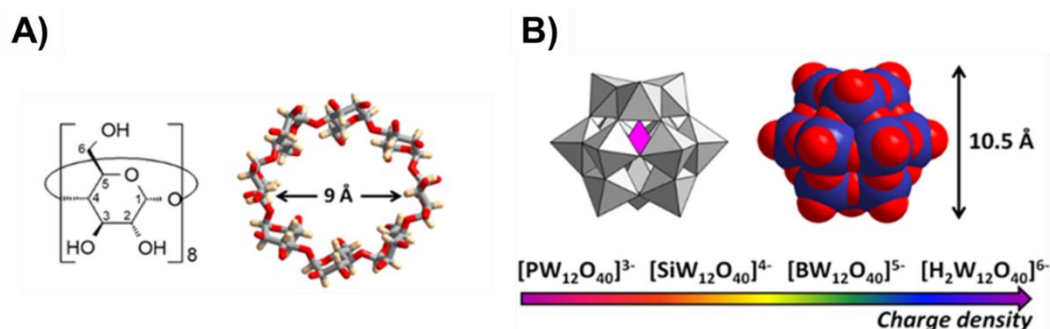 A)
B)
OH
6
5
O
4
1
3
2
O
HO
OH
8
9 Å
10.5 Å
[PW₁₂O₄₀]³⁻ [SiW₁₂O₄₀]⁴⁻ [BW₁₂O₄₀]⁵⁻ [H₂W₁₂O₄₀]⁶⁻
Charge density